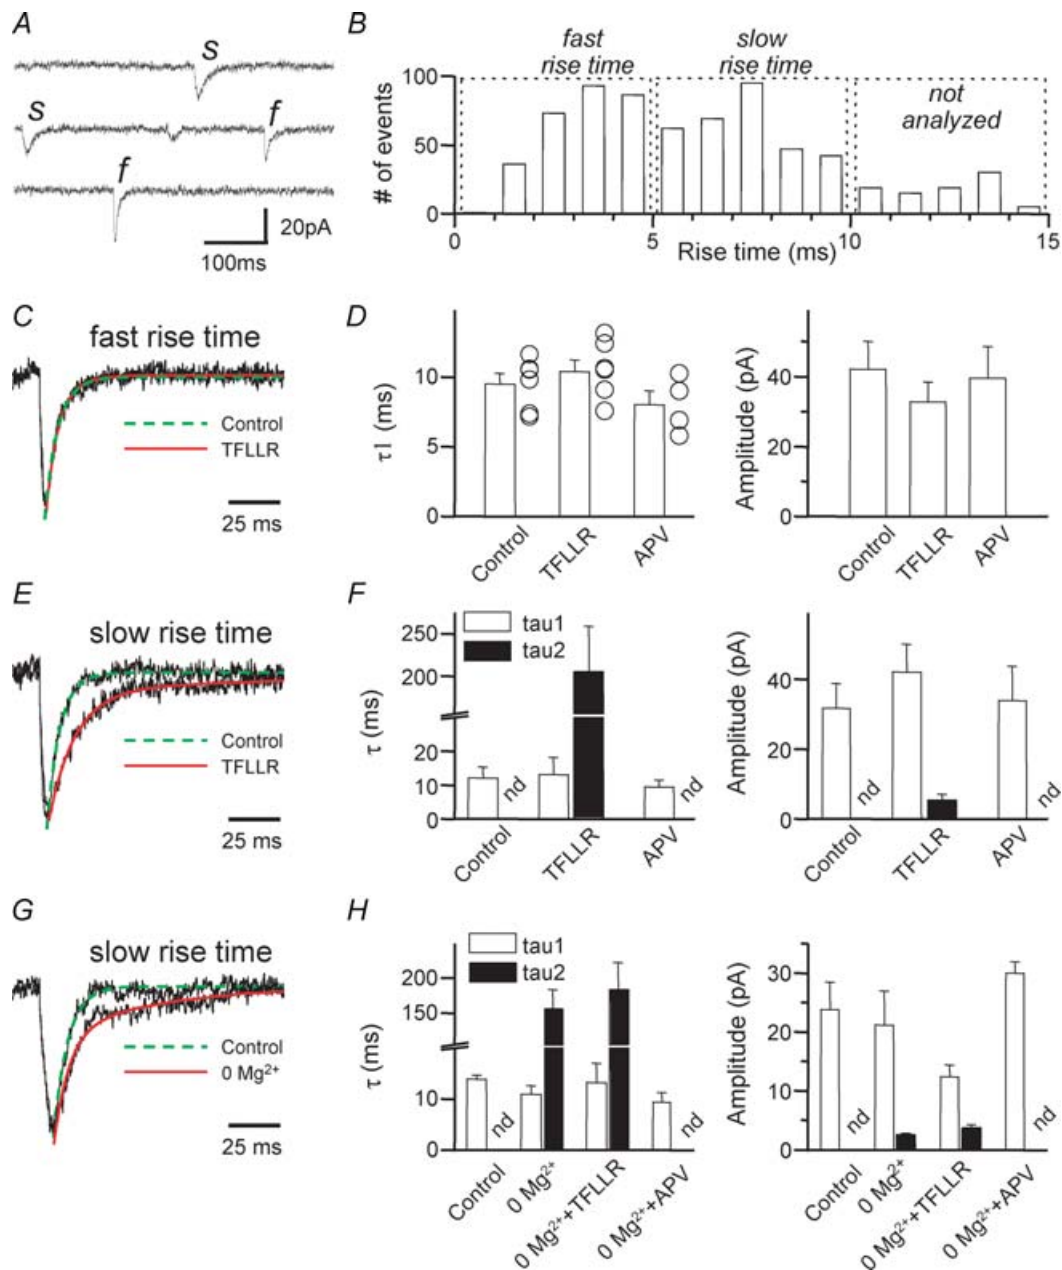 A
S
S
f
f
20pA
100ms
B
fast
rise time
slow
rise time
not
analyzed
# of events
100
50
0
0
5
10
15
Rise time (ms)
C
fast rise time
Control
TFLLR
25 ms
D
τ1 (ms)
10
5
0
Control
TFLLR
APV
Amplitude (pA)
40
20
0
Control
TFLLR
APV
E
slow rise time
Control
TFLLR
25 ms
F
tau1
tau2
τ (ms)
250
200
20
10
0
nd
nd
Control
TFLLR
APV
Amplitude (pA)
40
20
0
nd
nd
Control
TFLLR
APV
G
slow rise time
Control
0 Mg²⁺
25 ms
H
tau1
tau2
τ (ms)
200
150
10
0
nd
nd
Control
0 Mg²⁺
0 Mg²⁺+TFLLR
0 Mg²⁺+APV
Amplitude (pA)
30
20
10
0
nd
nd
Control
0 Mg²⁺
0 Mg²⁺+TFLLR
0 Mg²⁺+APV